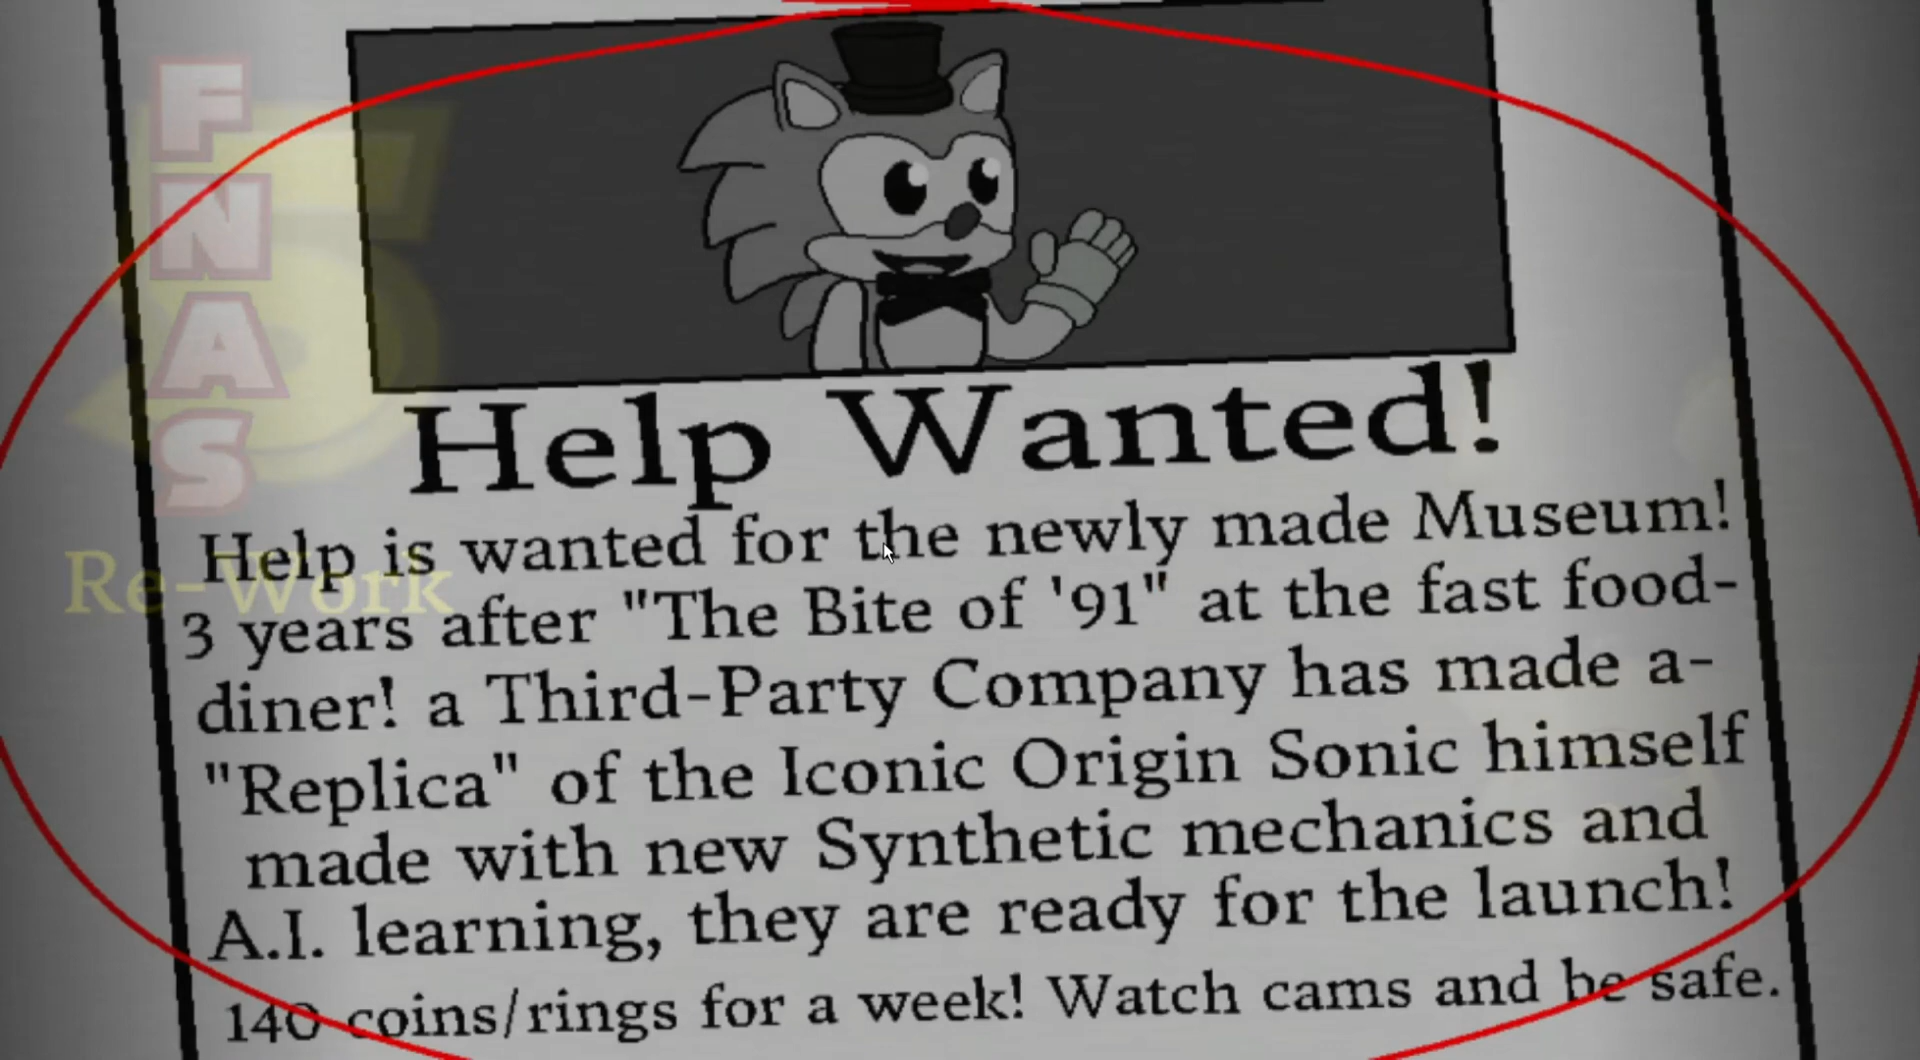 FNAS
5
Re-Work
Help Wanted!
Help is wanted for the newly made Museum!
3 years after "The Bite of '91" at the fast food-
diner! a Third-Party Company has made a-
"Replica" of the Iconic Origin Sonic himself
made with new Synthetic mechanics and
A.I. learning, they are ready for the launch!
140 coins/rings for a week! Watch cams and be safe.